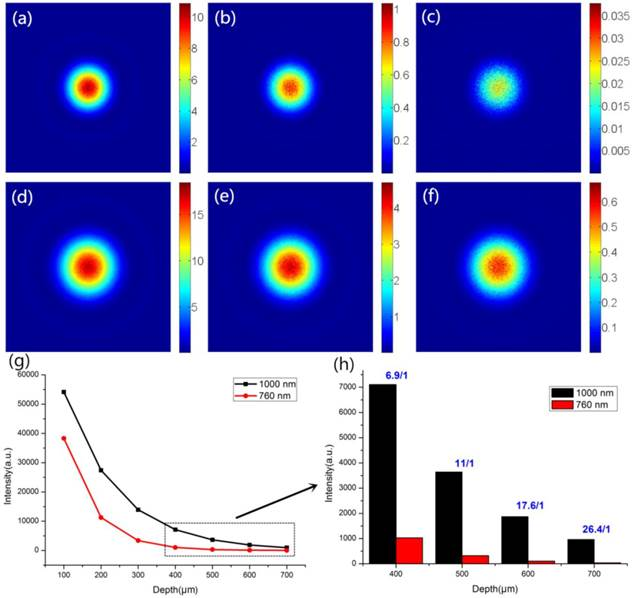 (a)
10
8
6
4
2
(b)
1
0.8
0.6
0.4
0.2
(c)
0.035
0.03
0.025
0.02
0.015
0.01
0.005
(d)
15
10
5
(e)
4
3
2
1
(f)
0.6
0.5
0.4
0.3
0.2
0.1
(g)
60000
50000
40000
30000
20000
10000
0
Intensity(a.u.)
1000 nm
760 nm
100 200 300 400 500 600 700
Depth(μm)
(h)
7000
6000
5000
4000
3000
2000
1000
0
Intensity(a.u.)
6.9/1
11/1
17.6/1
26.4/1
1000 nm
760 nm
400 500 600 700
Depth(μm)